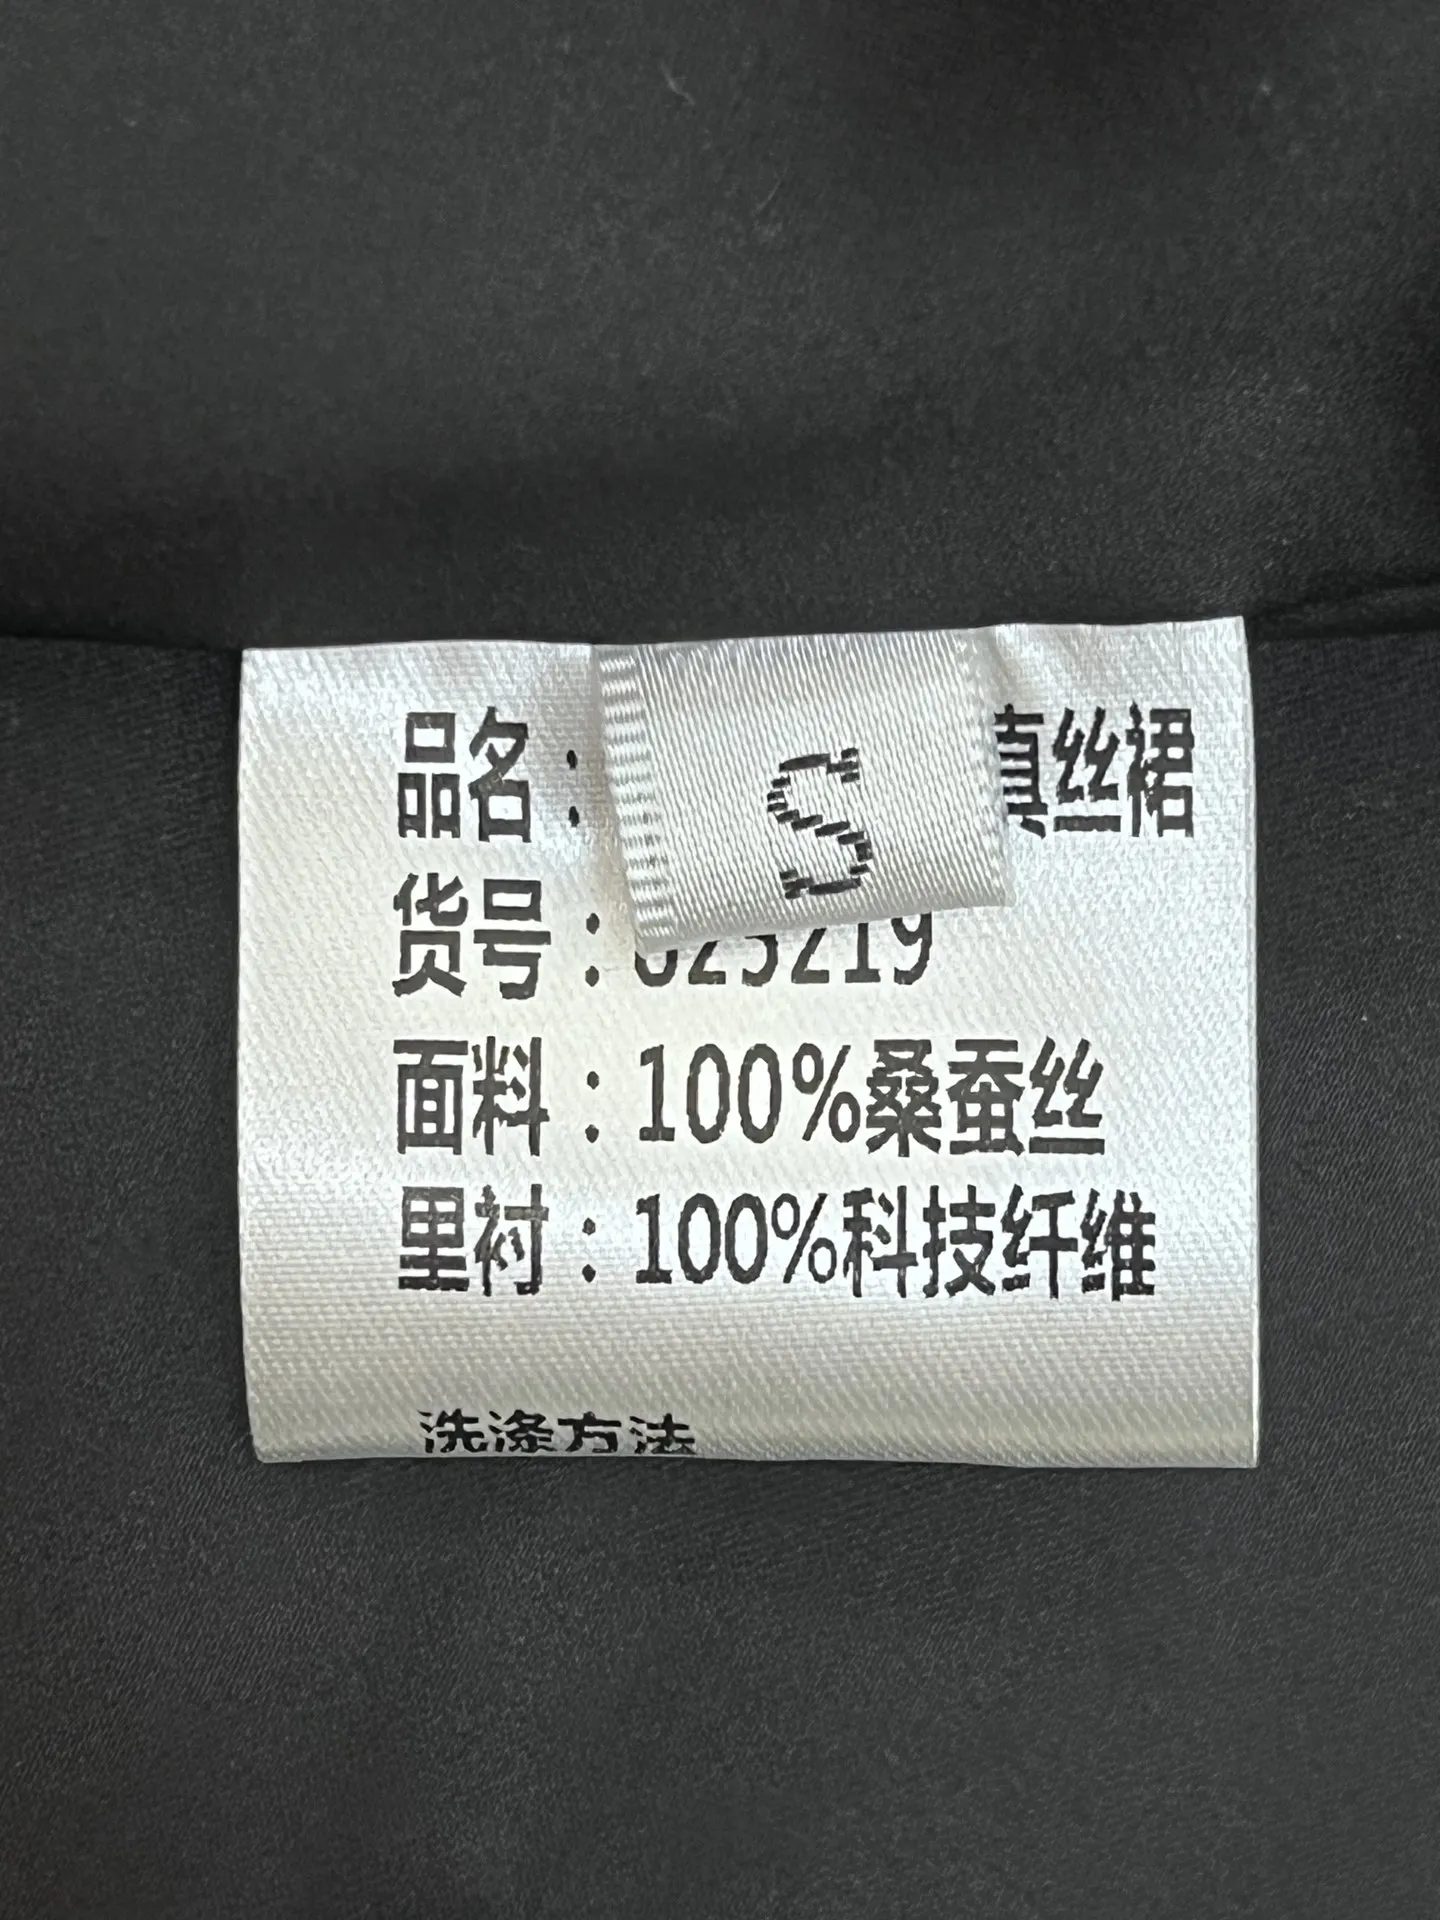 品名：真丝裙
S
货号：823219
面料：100%桑蚕丝
里衬：100%科技纤维
洗涤方法